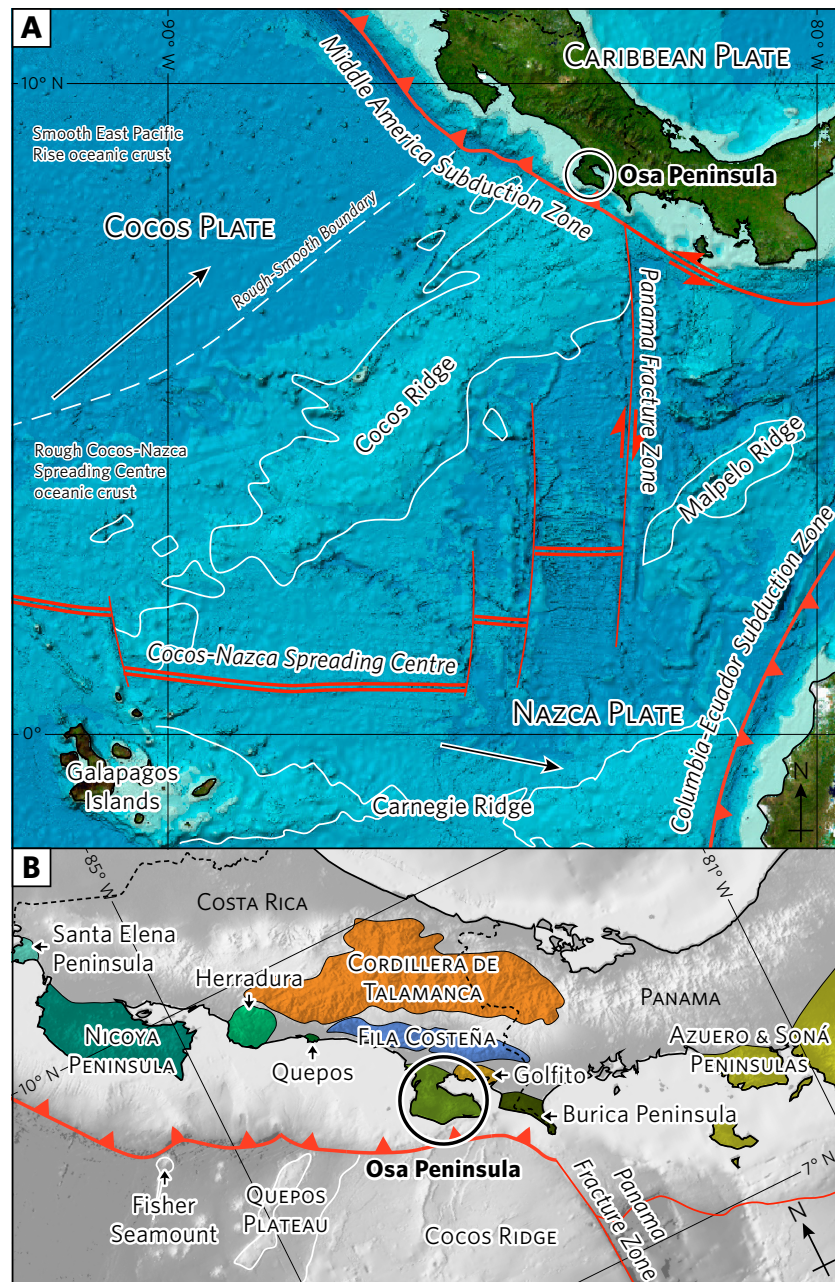 A
90° W
80° W
10° N
CARIBBEAN PLATE
Middle America Subduction Zone
Smooth East Pacific
Rise oceanic crust
Osa Peninsula
COCOS PLATE
Rough-Smooth Boundary
Panama Fracture Zone
Cocos Ridge
Malpelo Ridge
Rough Cocos-Nazca
Spreading Centre
oceanic crust
Columbia-Ecuador Subduction Zone
Cocos-Nazca Spreading Centre
NAZCA PLATE
0°
Galapagos
Islands
Carnegie Ridge
N
B
85° W
81° W
COSTA RICA
Santa Elena
Peninsula
Herradura
CORDILLERA DE
TALAMANCA
PANAMA
NICOYA
PENINSULA
FILA COSTEÑA
AZUERO & SONÁ
PENINSULAS
Quepos
Golfito
10° N
Burica Peninsula
Osa Peninsula
7° N
Fisher
Seamount
QUEPOS
PLATEAU
COCOS RIDGE
Panama
Fracture Zone
N